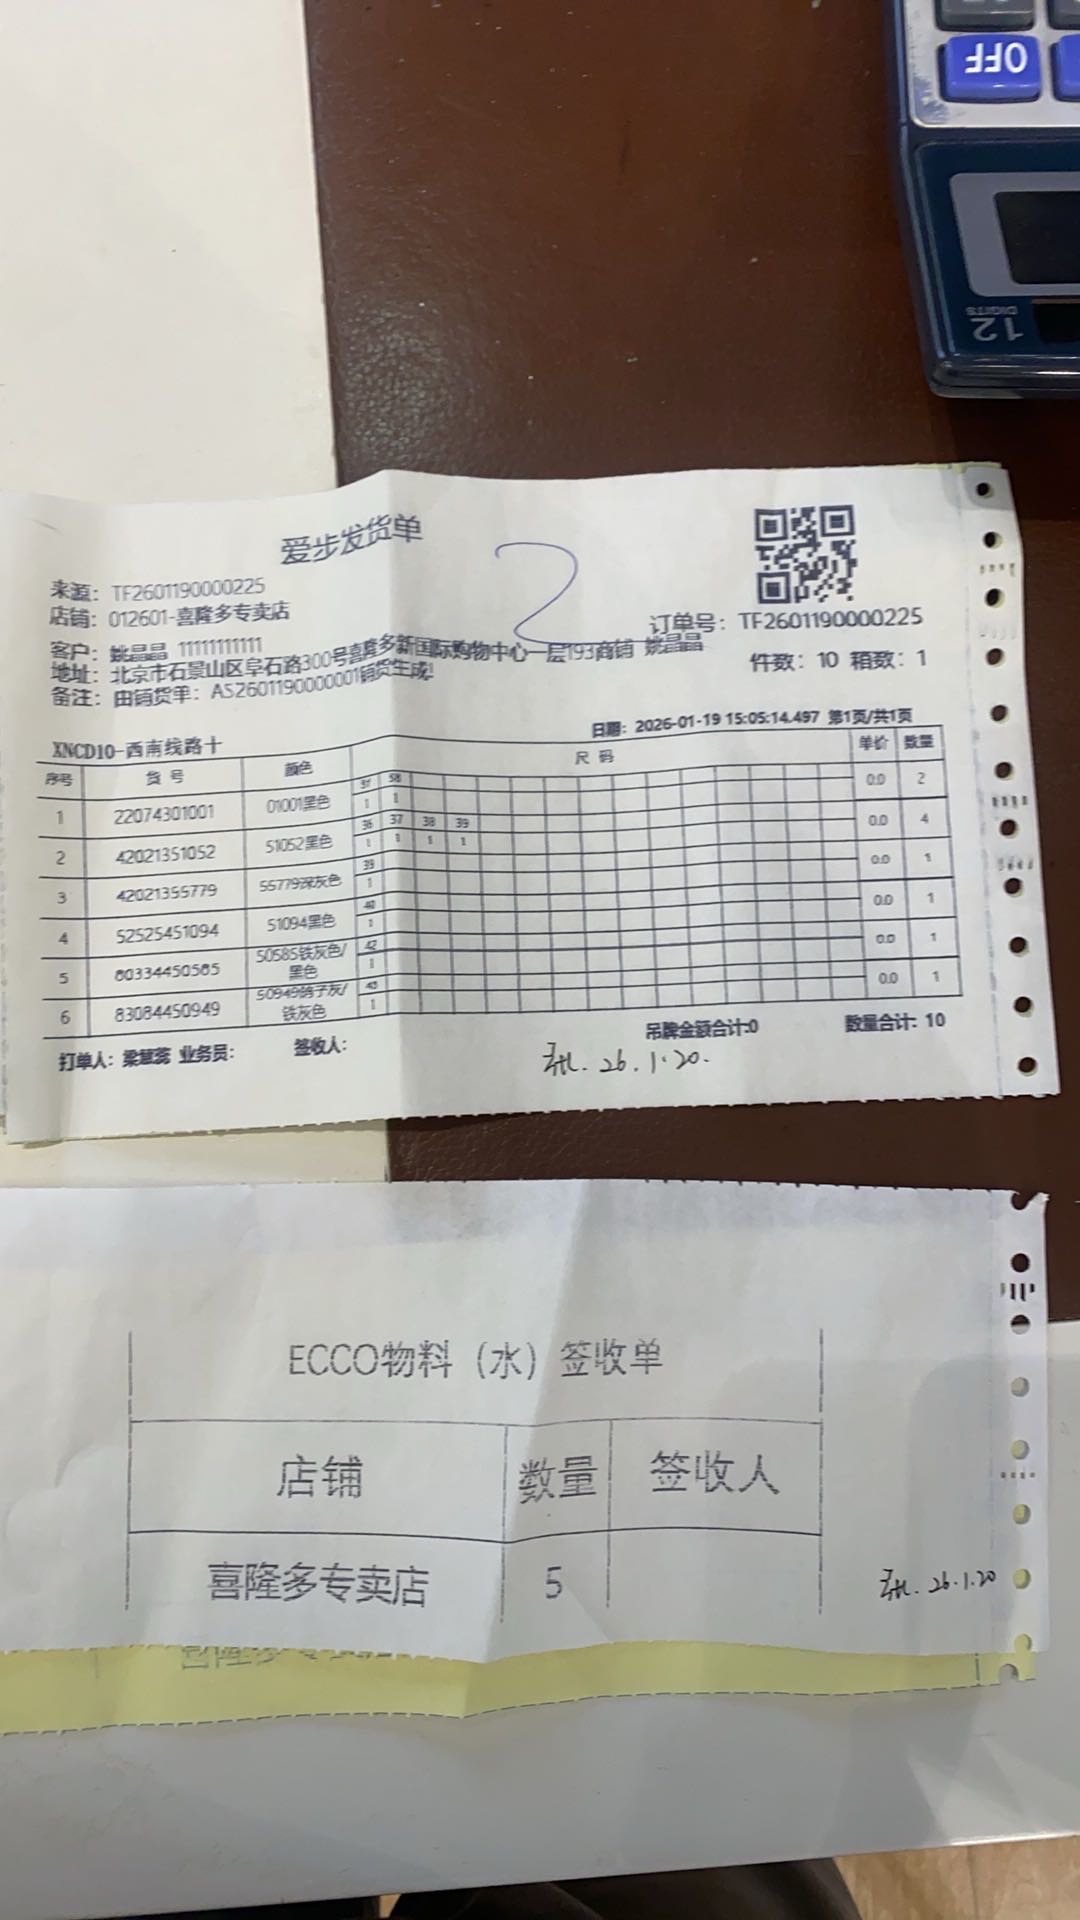 OFF
12
DIGITS
爱步发货单
2
来源: TF2601190000225
店铺: 012601-喜隆多专卖店
订单号: TF2601190000225
客户: 姚晶晶 11111111111
地址: 北京市石景山区阜石路300号喜隆多新国际购物中心一层193商铺 姚晶晶
件数: 10 箱数: 1
备注: 由销货单: AS2601190000001销货生成!
日期: 2026-01-19 15:05:14.497 第1页/共1页
XNCD10-西南线路十
序号 货号 颜色 尺码 单价 数量
37 38
1 22074301001 01001黑色 1 1 0.0 2
36 37 38 39
2 42021351052 51052黑色 1 1 1 1 0.0 4
39
3 42021355779 55779深灰色 1 0.0 1
40
4 52525451094 51094黑色 1 0.0 1
42
5 80334450585 50585铁灰色/黑色 1 0.0 1
43
6 83084450949 50949鸽子灰/铁灰色 1 0.0 1
吊牌金额合计:0 数量合计: 10
打单人: 梁慧蕊 业务员: 签收人:
26.1.20.
ECCO物料（水）签收单
店铺 数量 签收人
喜隆多专卖店 5
26.1.20
喜隆多专卖店